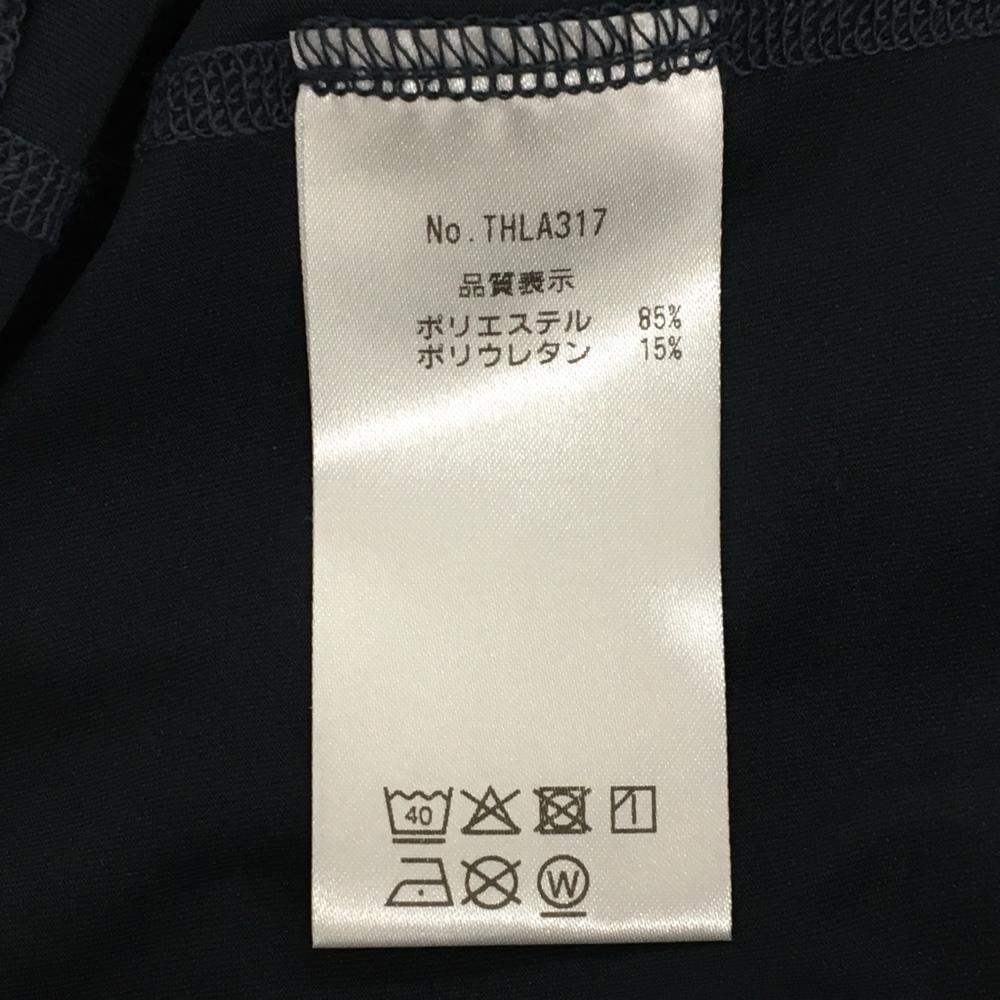 No.THLA317
品質表示
ポリエステル 85%
ポリウレタン 15%
40
W